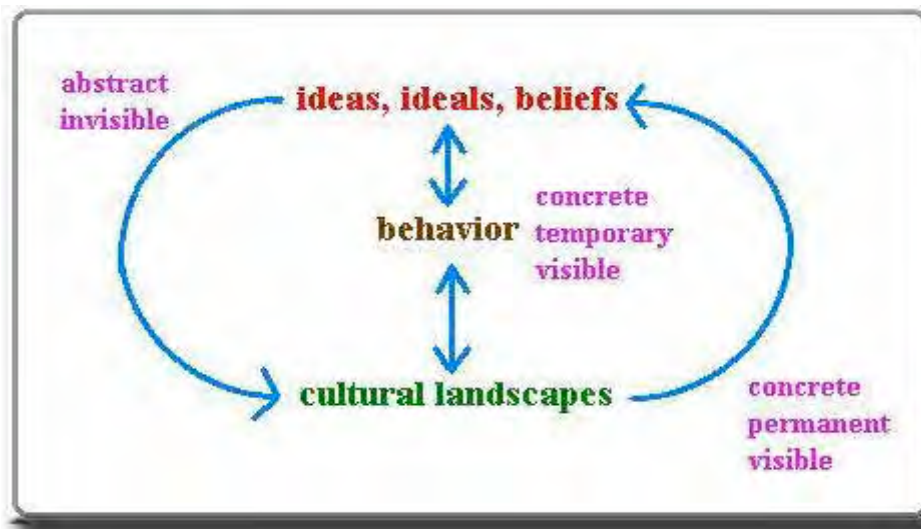 abstract
invisible
ideas, ideals, beliefs
behavior
concrete
temporary
visible
cultural landscapes
concrete
permanent
visible